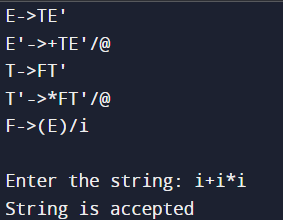 E->TE'
E'->+TE'/@
T->FT'
T'->*FT'/@
F->(E)/i
Enter the string: i+i*i
String is accepted